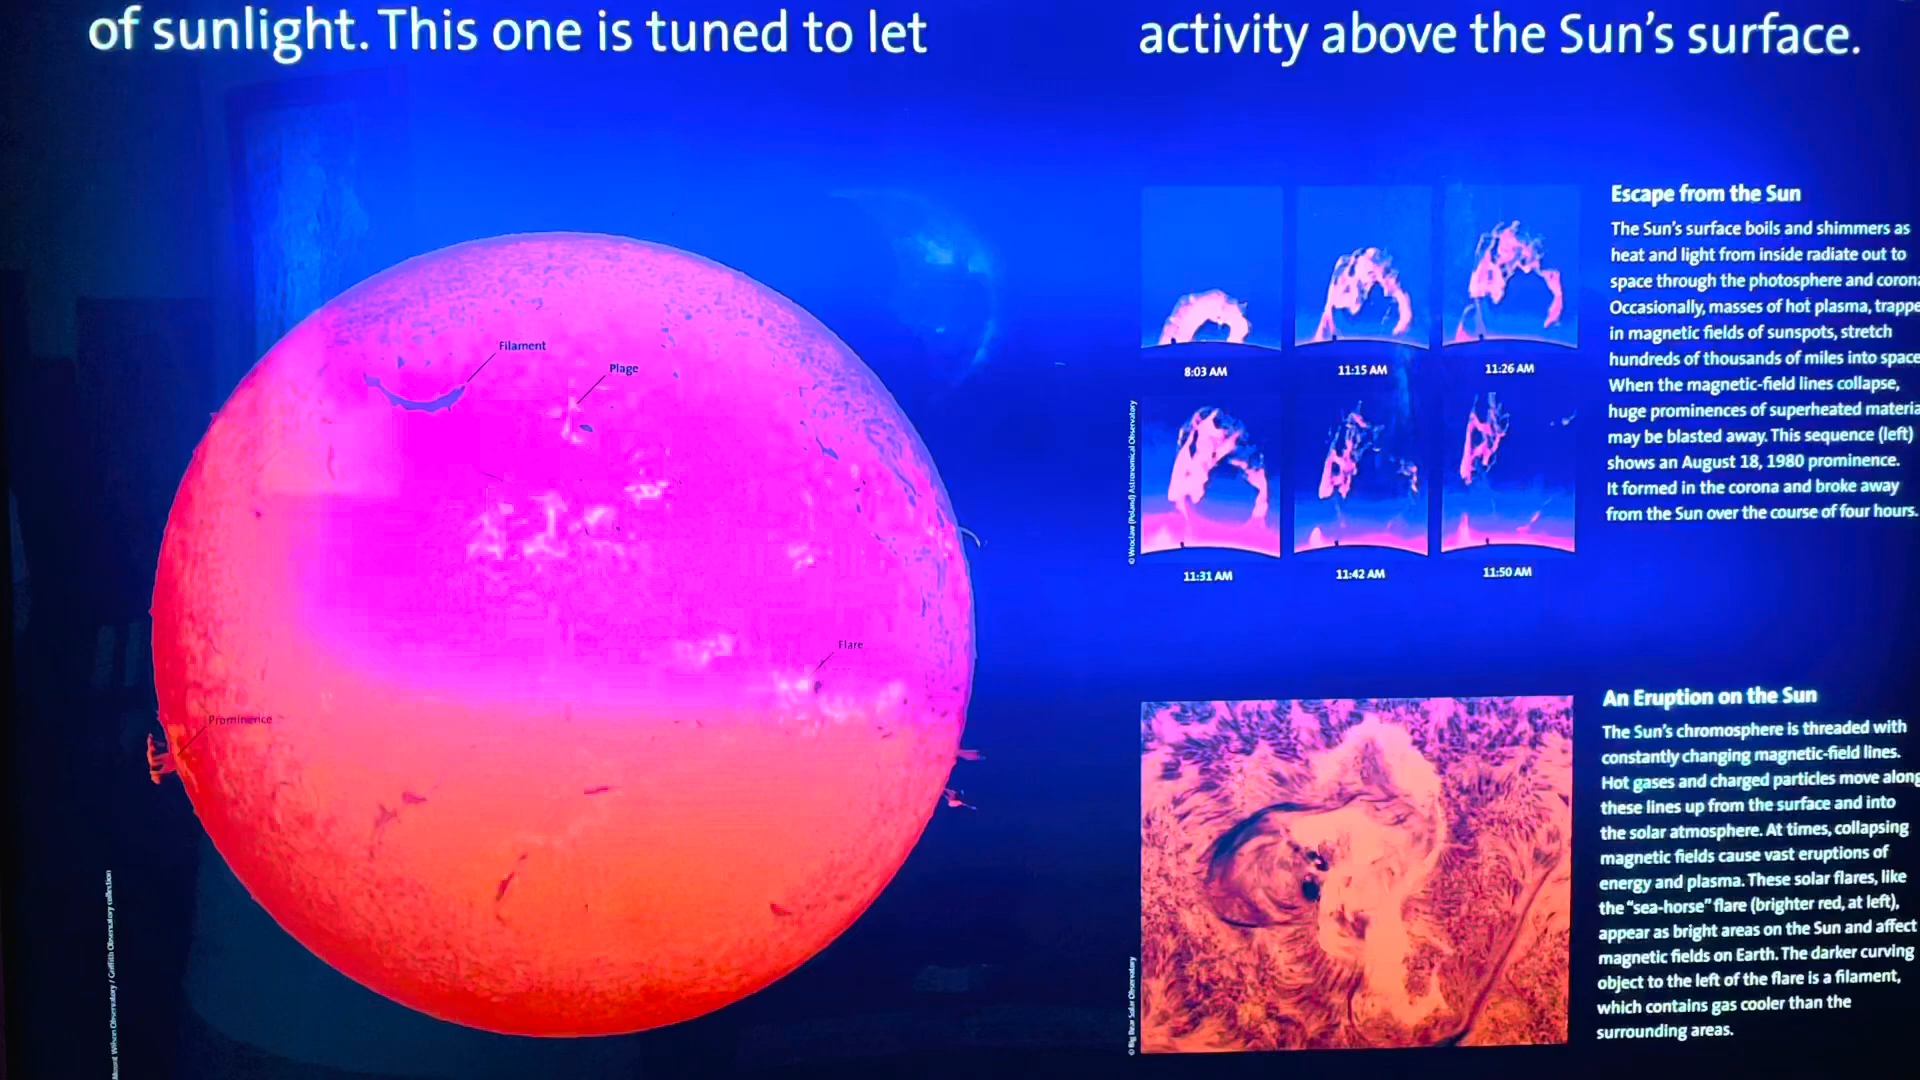 of sunlight. This one is tuned to let
activity above the Sun's surface.
Filament
Plage
Flare
Prominence
Mount Wilson Observatory / Griffith Observatory collection
8:03 AM
11:15 AM
11:26 AM
11:31 AM
11:42 AM
11:50 AM
© Wroclaw (Poland) Astronomical Observatory
Escape from the Sun
The Sun's surface boils and shimmers as
heat and light from inside radiate out to
space through the photosphere and corona
Occasionally, masses of hot plasma, trappe
in magnetic fields of sunspots, stretch
hundreds of thousands of miles into space
When the magnetic-field lines collapse,
huge prominences of superheated materia
may be blasted away. This sequence (left)
shows an August 18, 1980 prominence.
It formed in the corona and broke away
from the Sun over the course of four hours.
© Big Bear Solar Observatory
An Eruption on the Sun
The Sun's chromosphere is threaded with
constantly changing magnetic-field lines.
Hot gases and charged particles move along
these lines up from the surface and into
the solar atmosphere. At times, collapsing
magnetic fields cause vast eruptions of
energy and plasma. These solar flares, like
the "sea-horse" flare (brighter red, at left),
appear as bright areas on the Sun and affect
magnetic fields on Earth. The darker curving
object to the left of the flare is a filament,
which contains gas cooler than the
surrounding areas.